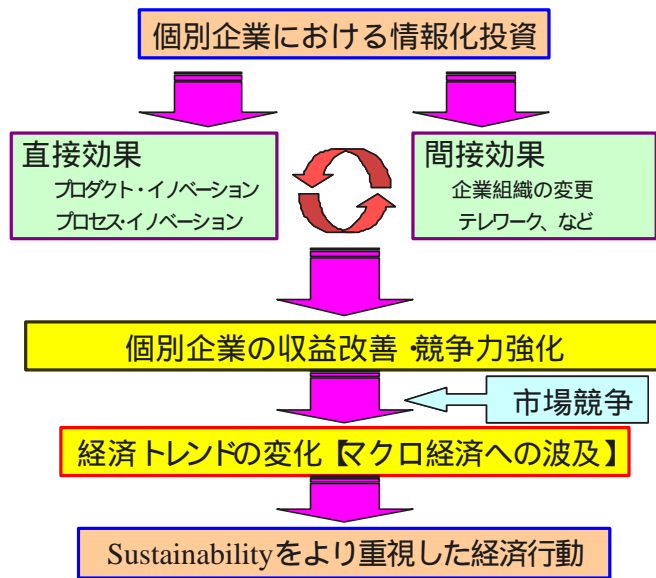 個別企業における情報化投資
直接効果
プロダクト・イノベーション
プロセス・イノベーション
間接効果
企業組織の変更
テレワーク、など
個別企業の収益改善・競争力強化
市場競争
経済トレンドの変化【マクロ経済への波及】
Sustainabilityをより重視した経済行動